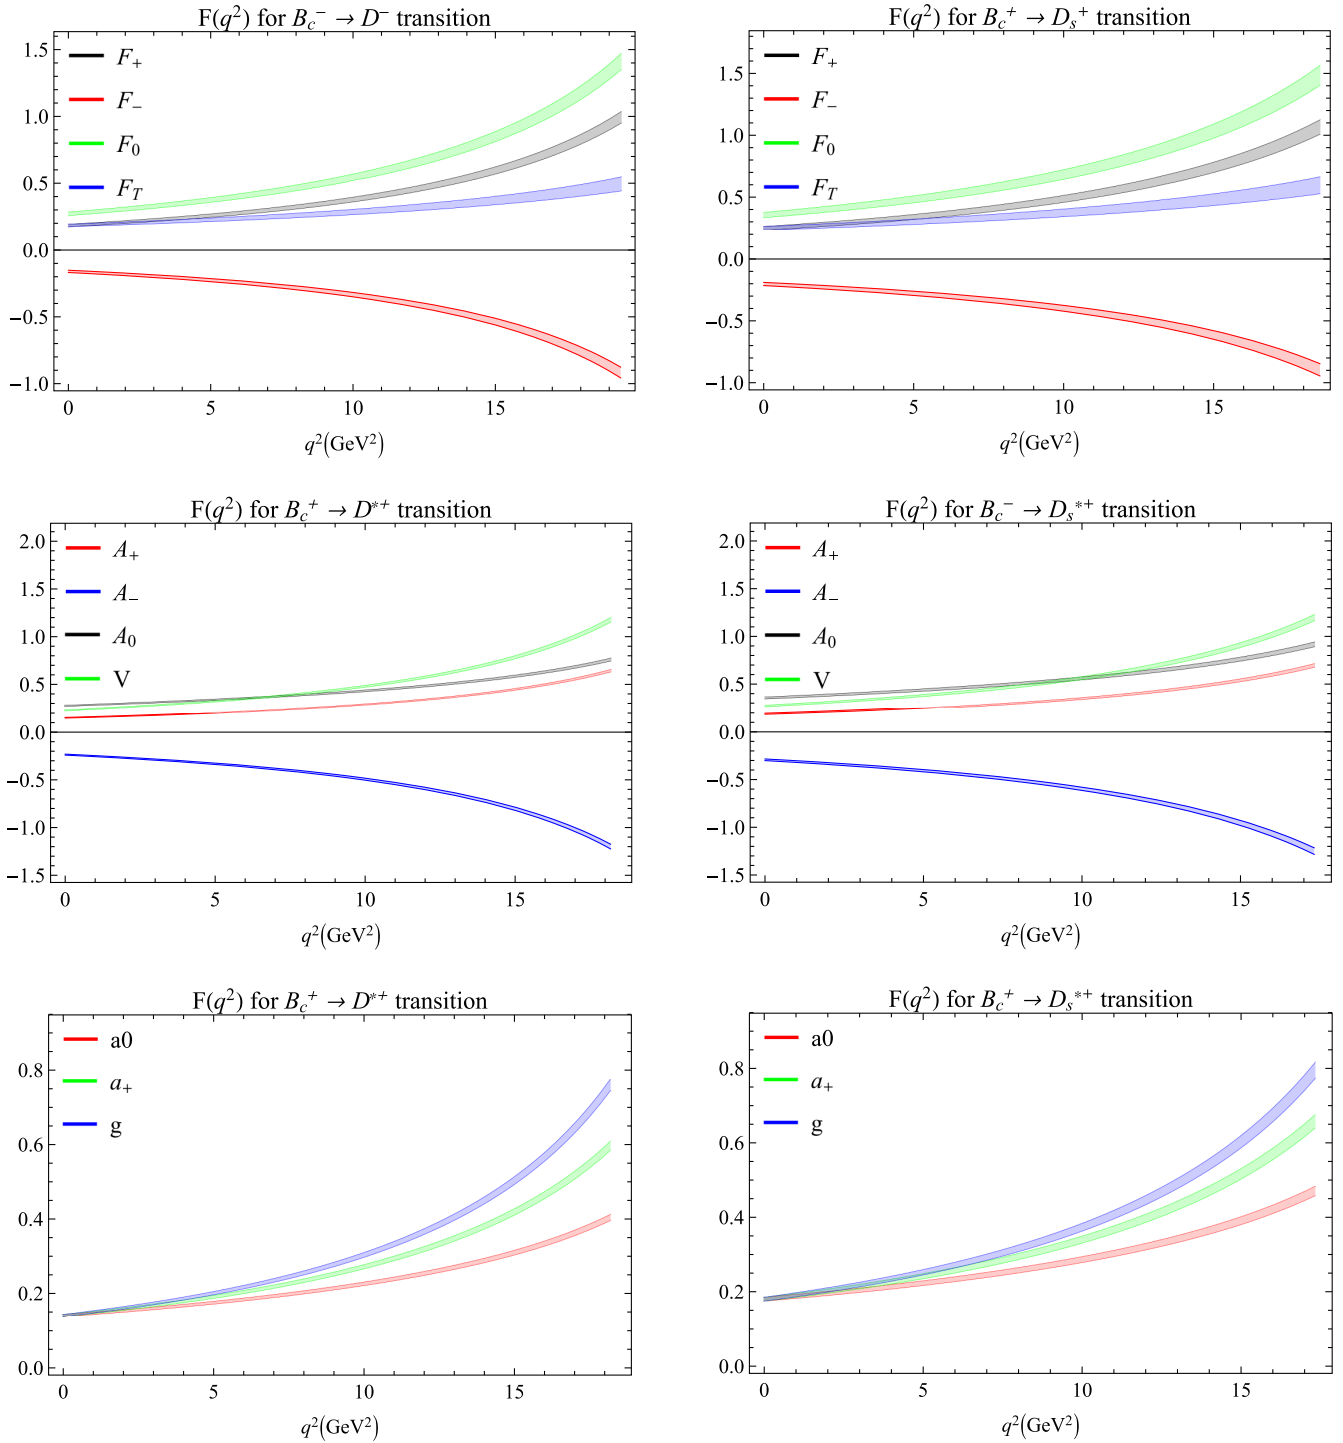 F(q²) for B_c⁻ → D⁻ transition
F₊
F₋
F₀
F_T
1.5
1.0
0.5
0.0
−0.5
−1.0
0 5 10 15
q²(GeV²)
F(q²) for B_c⁺ → D_s⁺ transition
F₊
F₋
F₀
F_T
1.5
1.0
0.5
0.0
−0.5
−1.0
0 5 10 15
q²(GeV²)
F(q²) for B_c⁺ → D*⁺ transition
A₊
A₋
A₀
V
2.0
1.5
1.0
0.5
0.0
−0.5
−1.0
−1.5
0 5 10 15
q²(GeV²)
F(q²) for B_c⁻ → D_s*⁺ transition
A₊
A₋
A₀
V
2.0
1.5
1.0
0.5
0.0
−0.5
−1.0
−1.5
0 5 10 15
q²(GeV²)
F(q²) for B_c⁺ → D*⁺ transition
a0
a₊
g
0.8
0.6
0.4
0.2
0.0
0 5 10 15
q²(GeV²)
F(q²) for B_c⁺ → D_s*⁺ transition
a0
a₊
g
0.8
0.6
0.4
0.2
0.0
0 5 10 15
q²(GeV²)